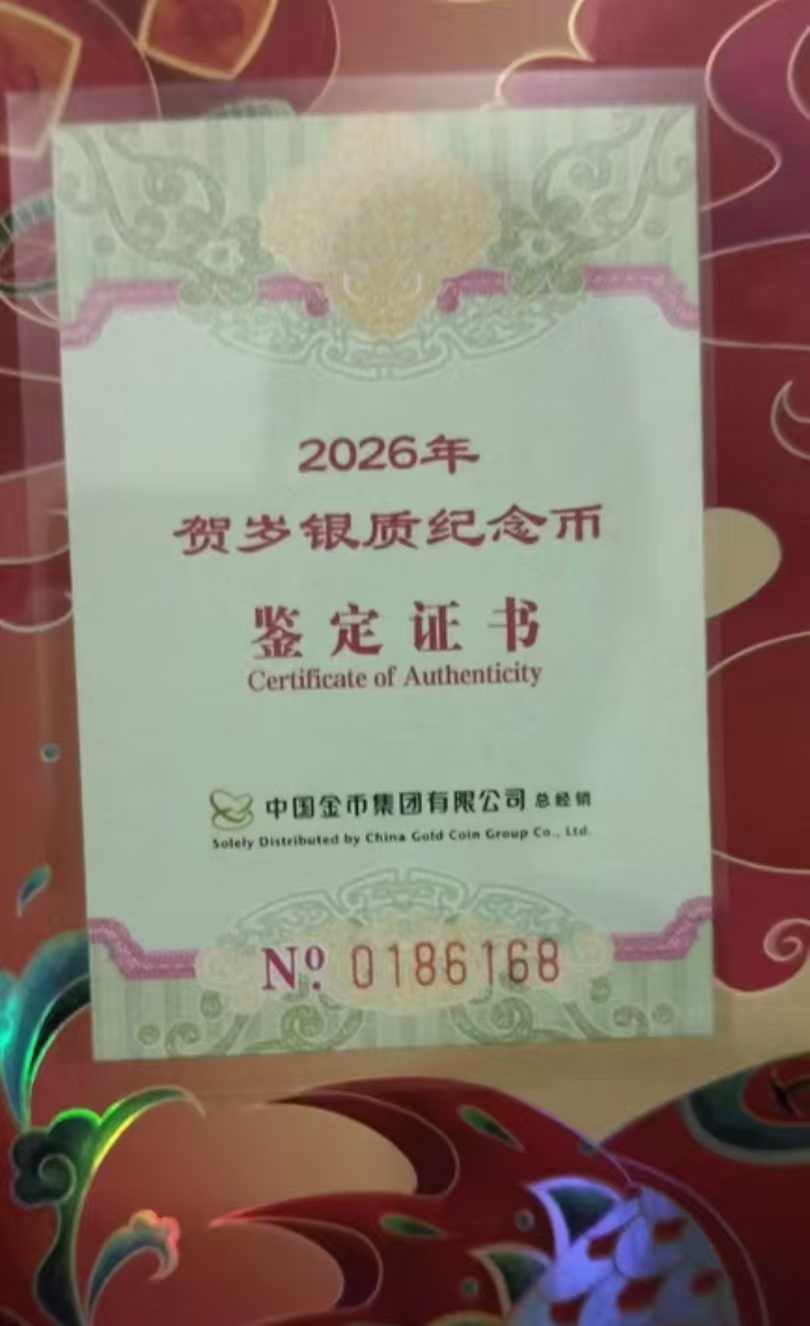 2026年
贺岁银质纪念币
鉴定证书
Certificate of Authenticity
中国金币集团有限公司 总经销
Solely Distributed by China Gold Coin Group Co., Ltd.
Nº. 0186168